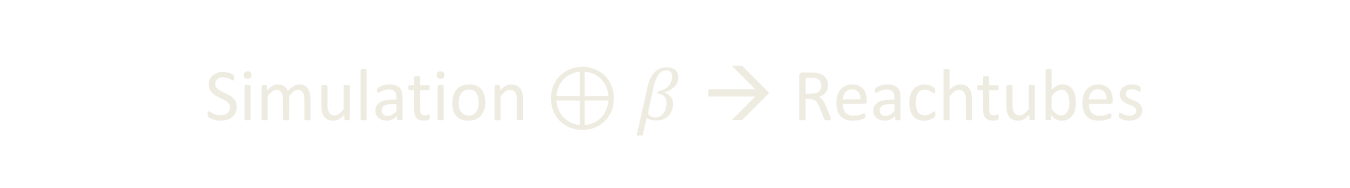 Simulation ⊕ 𝛽 → Reachtubes